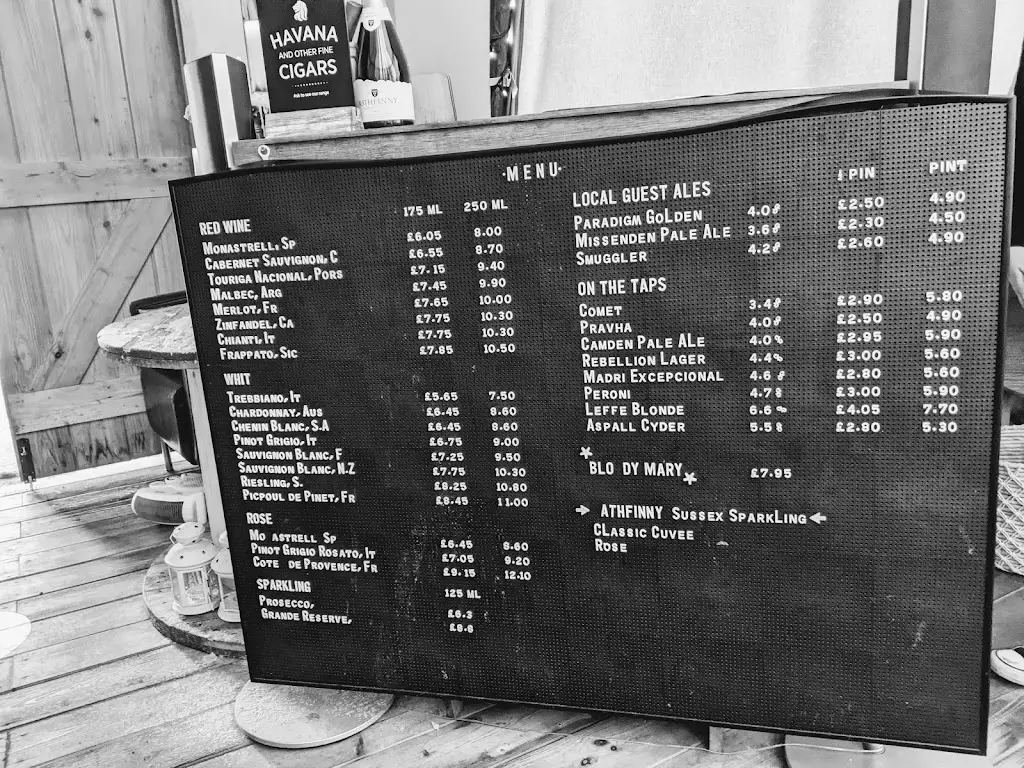 HAVANA
AND OTHER FINE
CIGARS
Ask to see our range
·MENU·
175 ML 250 ML
RED WINE
MONASTRELL, SP £6.05 8.00
CABERNET SAUVIGNON, C £6.55 8.70
TOURIGA NACIONAL, PORS £7.15 9.40
MALBEC, ARG £7.45 9.90
MERLOT, FR £7.65 10.00
ZINFANDEL, CA £7.75 10.30
CHIANTI, IT £7.75 10.30
FRAPPATO, SIC £7.85 10.50
WHIT
TREBBIANO, IT £5.65 7.50
CHARDONNAY, AUS £6.45 8.60
CHENIN BLANC, S.A £6.45 8.60
PINOT GRIGIO, IT £6.75 9.00
SAUVIGNON BLANC, F £7.25 9.50
SAUVIGNON BLANC, N.Z £7.75 10.30
RIESLING, S. £8.25 10.80
PICPOUL DE PINET, FR £8.45 11.00
ROSE
MO ASTRELL SP £6.45 8.60
PINOT GRIGIO ROSATO, IT £7.05 9.20
COTE DE PROVENCE, FR £9.15 12.10
SPARKLING 125 ML
PROSECCO, £6.3
GRANDE RESERVE, £8.8
LOCAL GUEST ALES PIN PINT
PARADIGM GOLDEN 4.0% £2.50 4.90
MISSENDEN PALE ALE 3.6% £2.30 4.50
SMUGGLER 4.2% £2.60 4.90
ON THE TAPS
COMET 3.4% £2.90 5.80
PRAVHA 4.0% £2.50 4.90
CAMDEN PALE ALE 4.0% £2.95 5.90
REBELLION LAGER 4.4% £3.00 5.60
MADRI EXCEPCIONAL 4.6% £2.80 5.60
PERONI 4.7% £3.00 5.90
LEFFE BLONDE 6.6% £4.05 7.70
ASPALL CYDER 5.5% £2.80 5.30
BLO DY MARY £7.95
ATHFINNY SUSSEX SPARKLING
CLASSIC CUVEE
ROSE